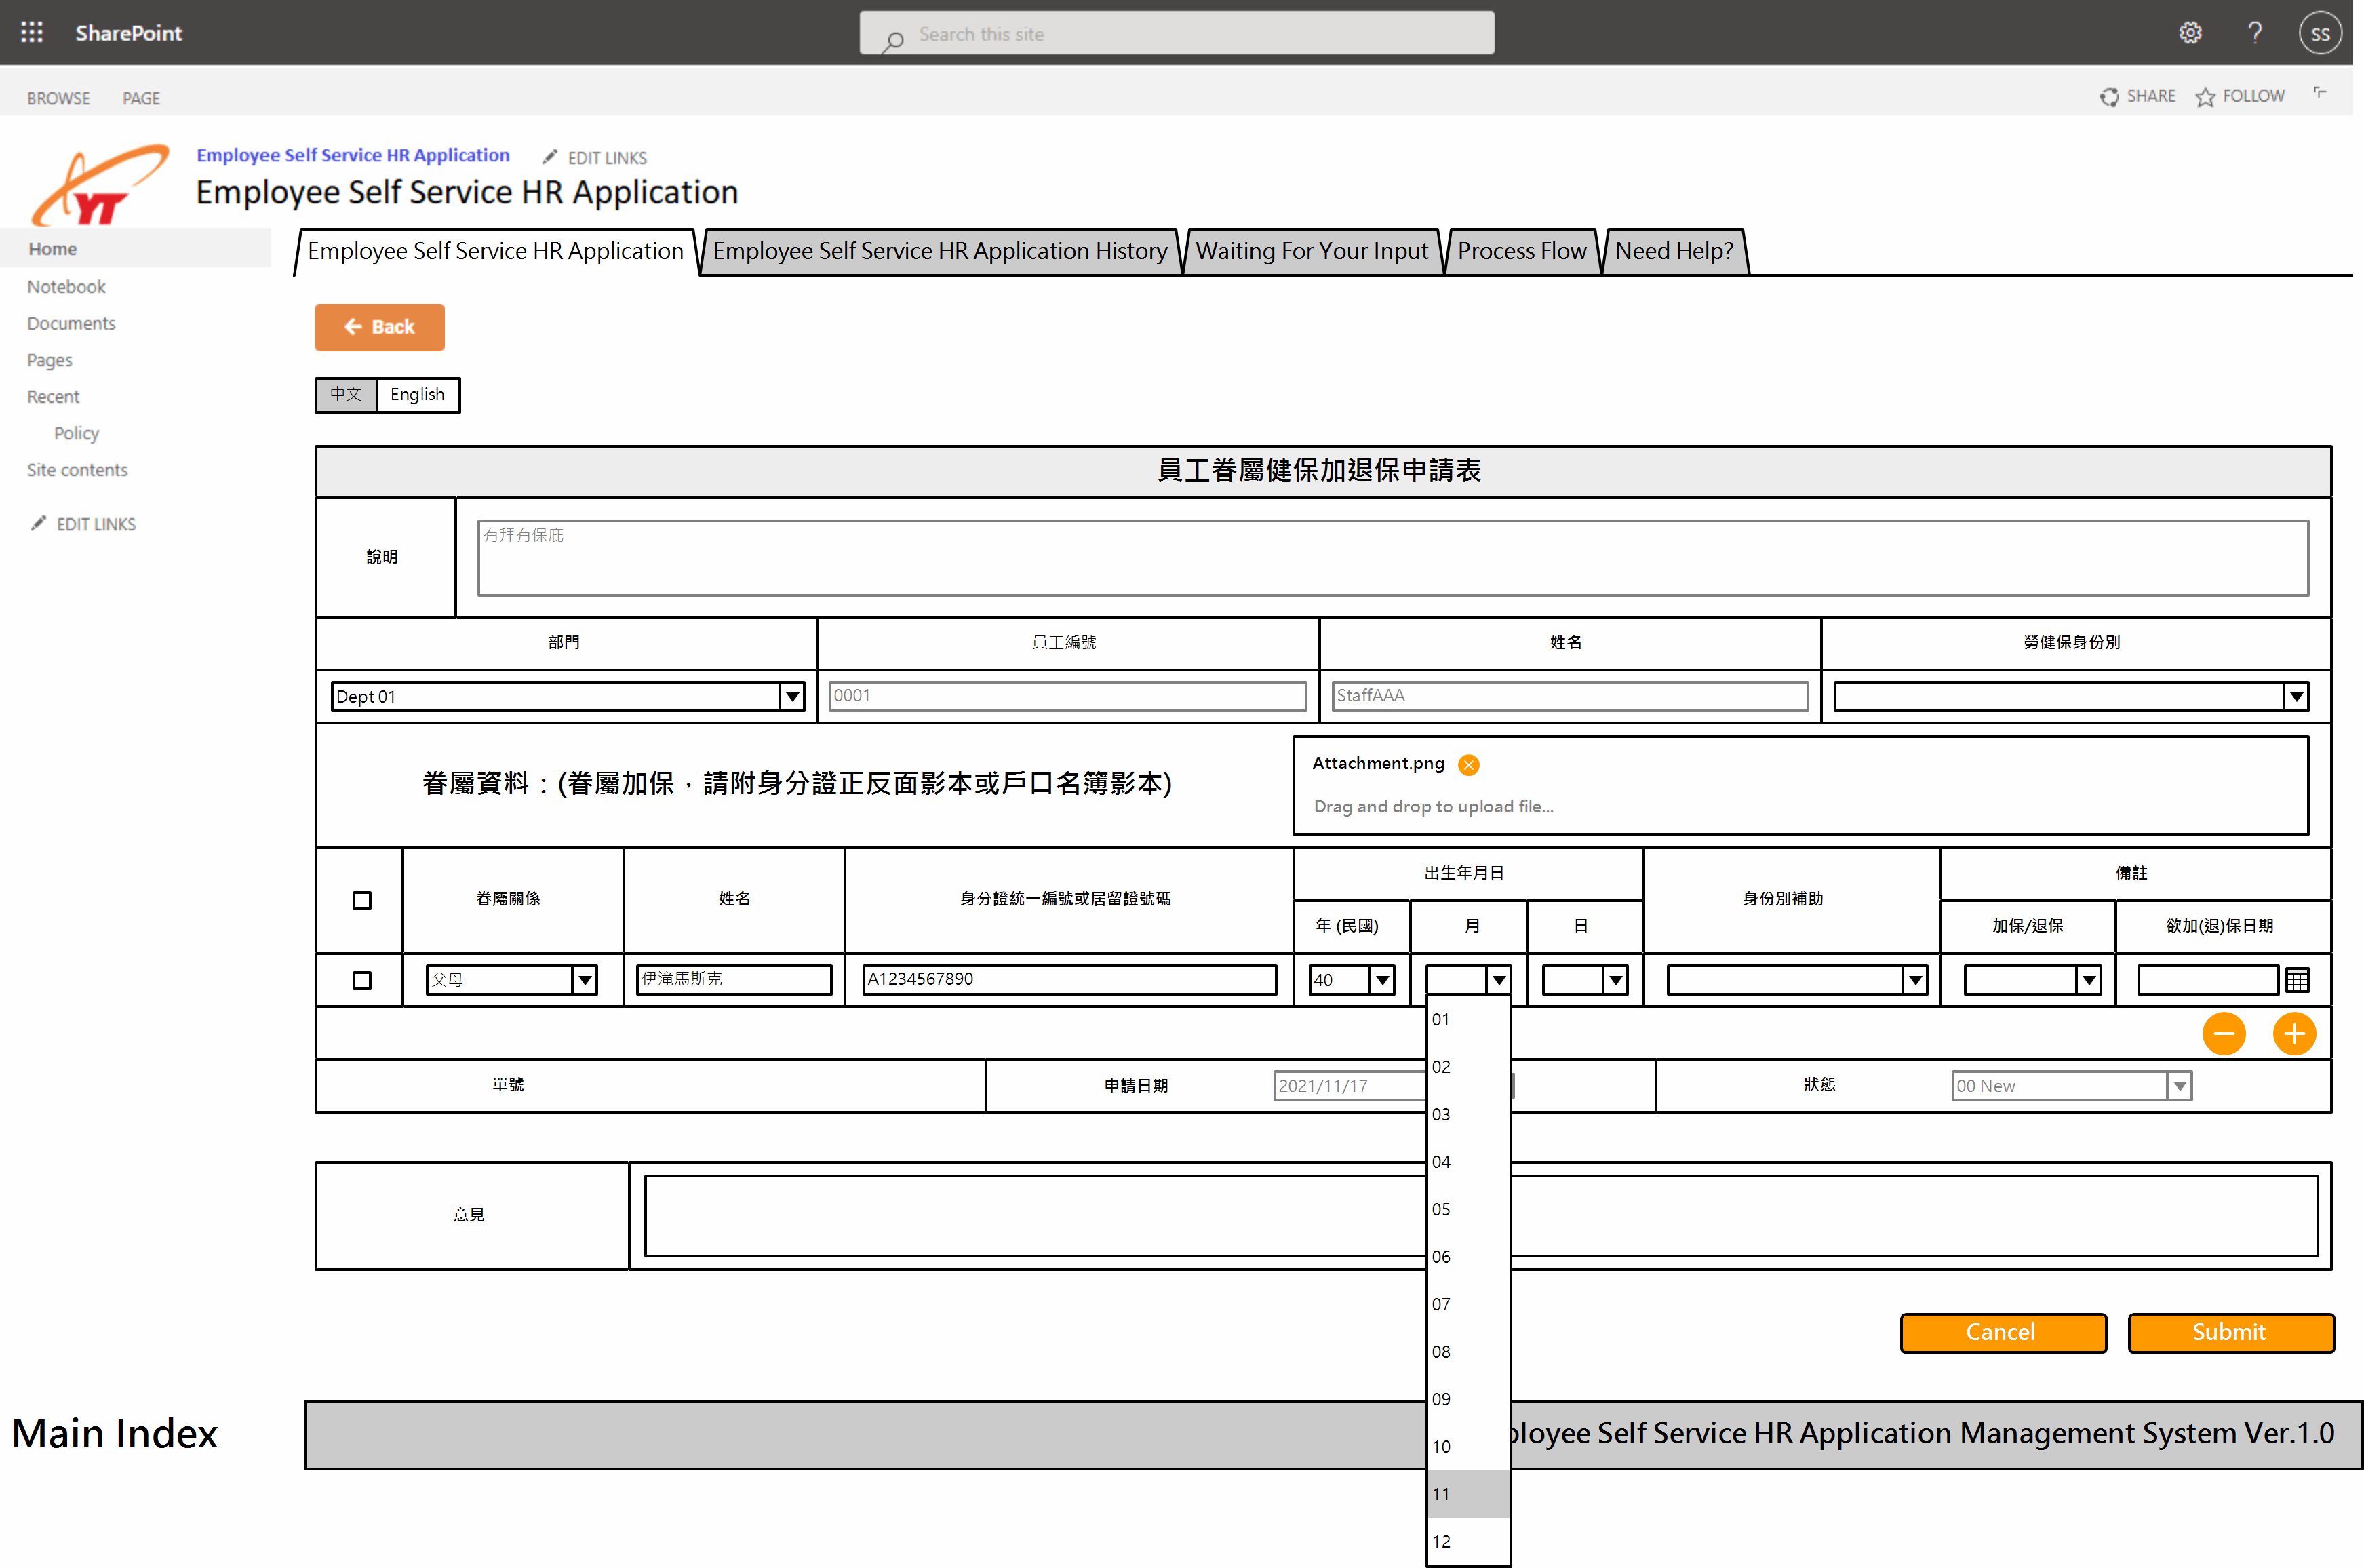 SharePoint
Search this site
SS
BROWSE PAGE
SHARE FOLLOW
Employee Self Service HR Application EDIT LINKS
Employee Self Service HR Application
YT
Home
Notebook
Documents
Pages
Recent
Policy
Site contents
EDIT LINKS
Employee Self Service HR Application Employee Self Service HR Application History Waiting For Your Input Process Flow Need Help?
Back
中文 English
員工眷屬健保加退保申請表
說明
有拜有保庇
部門 員工編號 姓名 勞健保身份別
Dept 01 0001 StaffAAA
眷屬資料：(眷屬加保，請附身分證正反面影本或戶口名簿影本)
Attachment.png
Drag and drop to upload file...
眷屬關係 姓名 身分證統一編號或居留證號碼 出生年月日 身份別補助 備註
年 (民國) 月 日 加保/退保 欲加(退)保日期
父母 伊滝馬斯克 A1234567890 40
01
02
03
04
05
06
07
08
09
10
11
12
單號 申請日期 2021/11/17 狀態 00 New
意見
Cancel Submit
Main Index
ployee Self Service HR Application Management System Ver.1.0